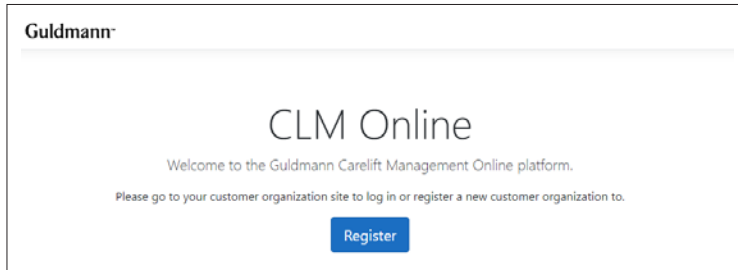 Guldmann™
CLM Online
Welcome to the Guldmann Carelift Management Online platform.
Please go to your customer organization site to log in or register a new customer organization to.
Register